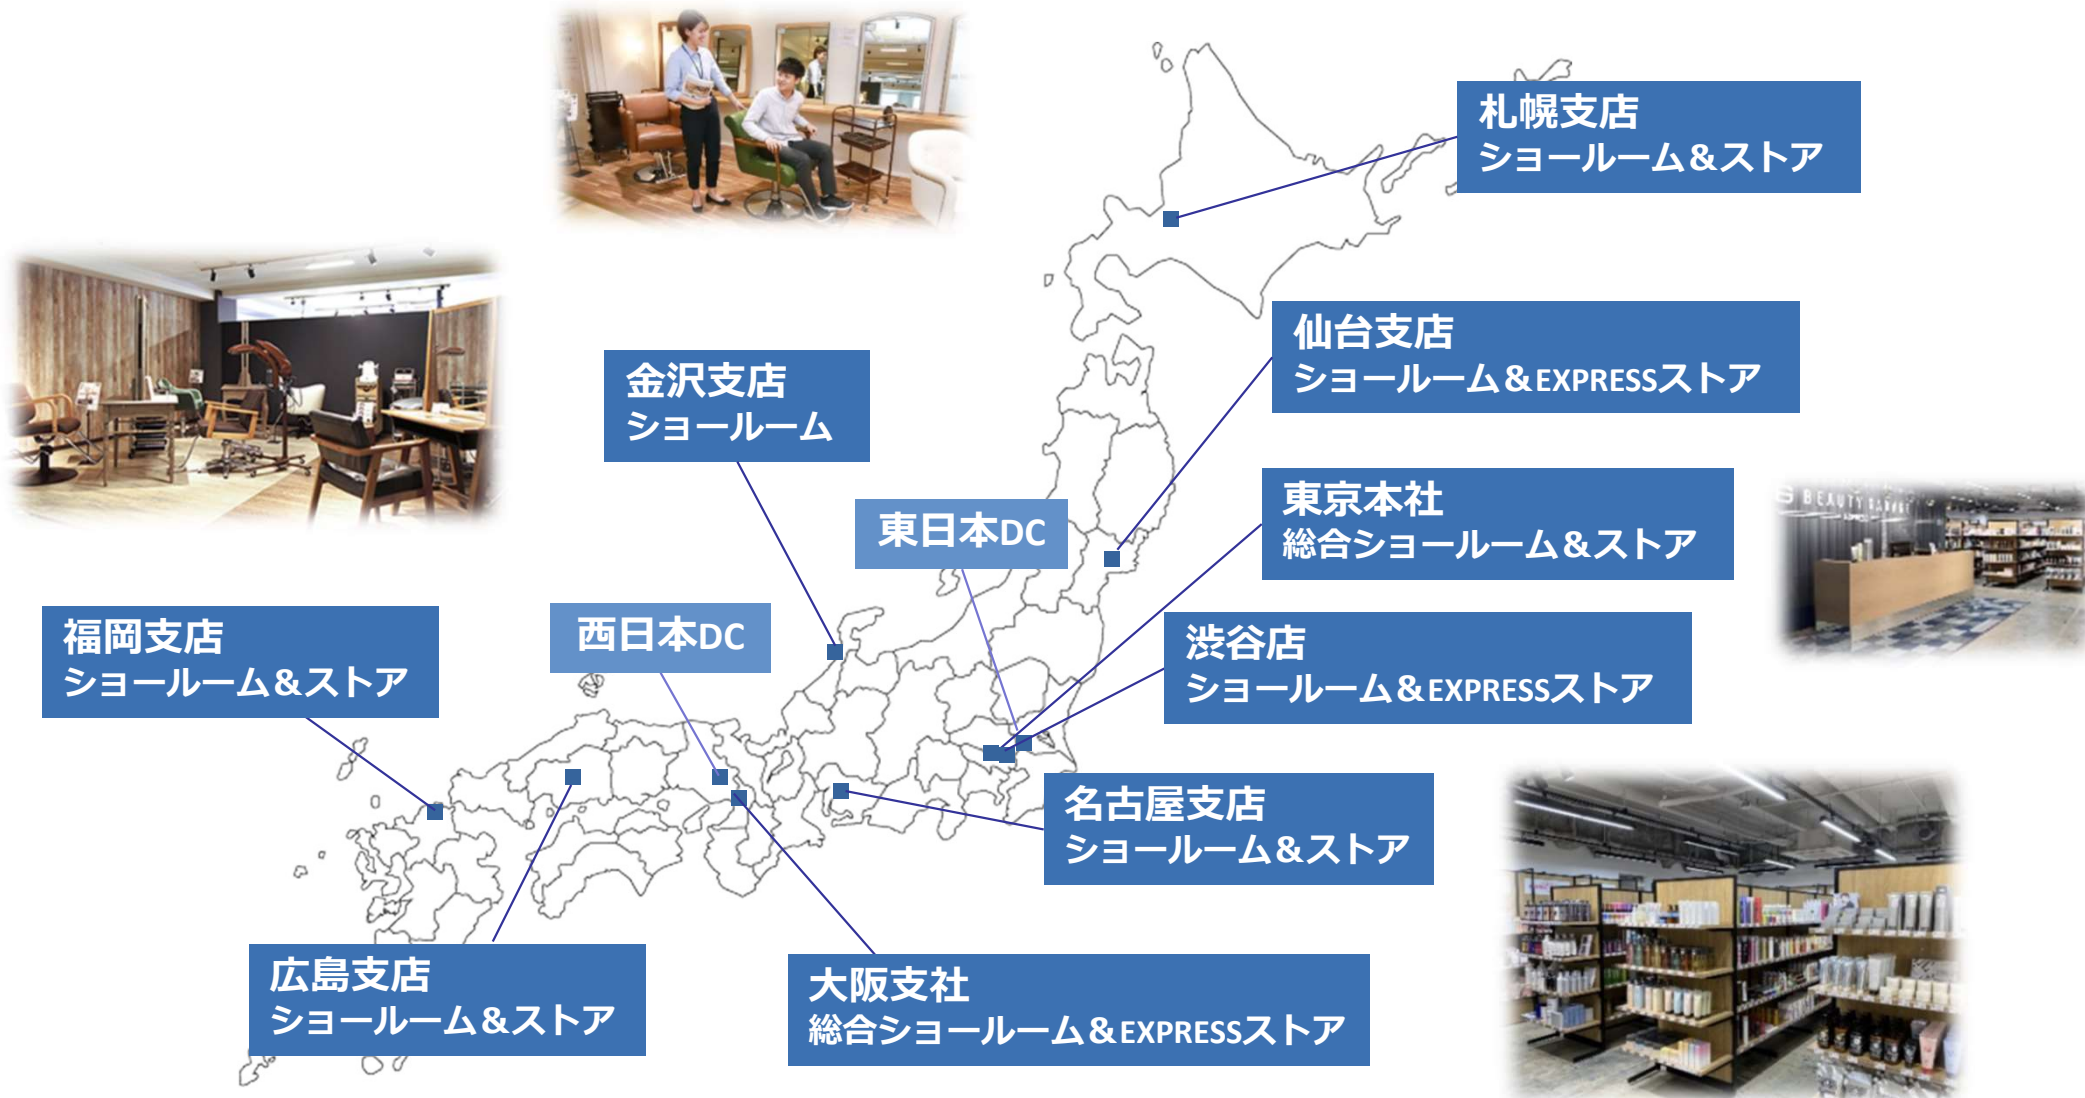 札幌支店
ショールーム＆ストア
仙台支店
ショールーム＆EXPRESSストア
金沢支店
ショールーム
東京本社
総合ショールーム＆ストア
BEAUTY GARAGE
東日本DC
西日本DC
福岡支店
ショールーム＆ストア
渋谷店
ショールーム＆EXPRESSストア
名古屋支店
ショールーム＆ストア
広島支店
ショールーム＆ストア
大阪支社
総合ショールーム＆EXPRESSストア